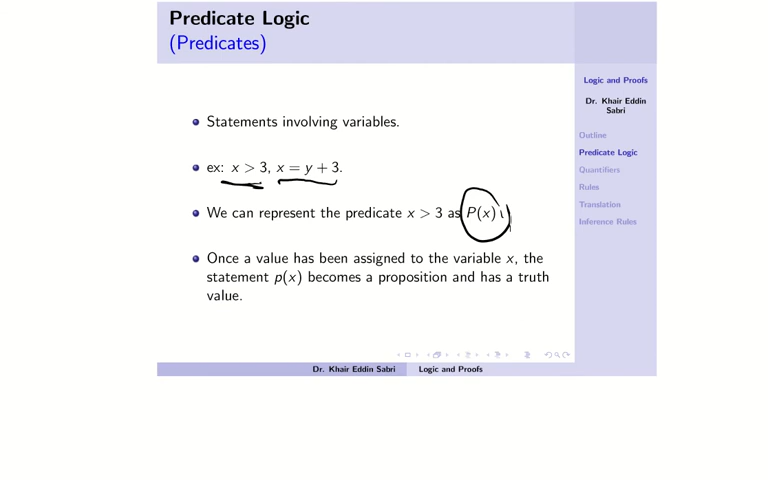 Predicate Logic
(Predicates)
Statements involving variables.
ex: x > 3, x = y + 3.
We can represent the predicate x > 3 as P(x)
Once a value has been assigned to the variable x, the
statement p(x) becomes a proposition and has a truth
value.
Logic and Proofs
Dr. Khair Eddin
Sabri
Outline
Predicate Logic
Quantifiers
Rules
Translation
Inference Rules
Dr. Khair Eddin Sabri Logic and Proofs